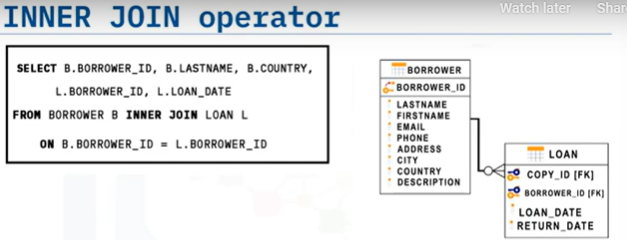 INNER JOIN operator
Watch later
Shar
SELECT B.BORROWER_ID, B.LASTNAME, B.COUNTRY,
L.BORROWER_ID, L.LOAN_DATE
FROM BORROWER B INNER JOIN LOAN L
ON B.BORROWER_ID = L.BORROWER_ID
BORROWER
BORROWER_ID
LASTNAME
FIRSTNAME
EMAIL
PHONE
ADDRESS
CITY
COUNTRY
DESCRIPTION
LOAN
COPY_ID [FK]
BORROWER_ID [FK]
LOAN_DATE
RETURN_DATE